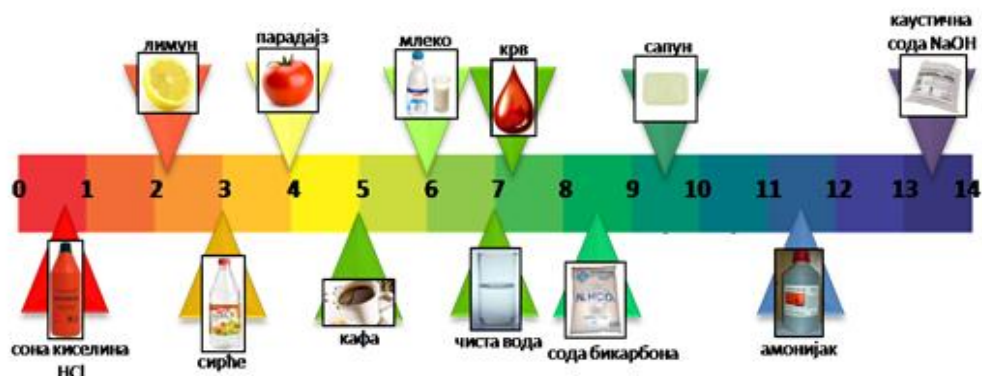 лимун
парадајз
млеко
крв
сапун
каустична
сода NaOH
0 1 2 3 4 5 6 7 8 9 10 11 12 13 14
сона киселина
HCl
сирће
кафа
чиста вода
сода бикарбона
амонијак